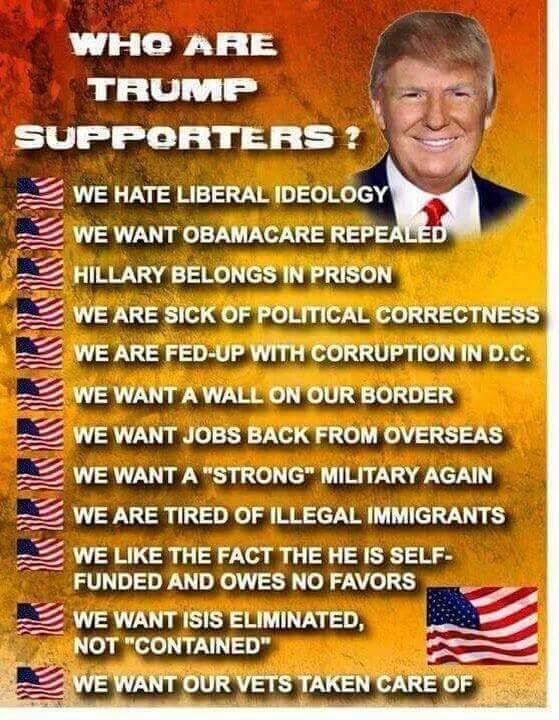 WHO ARE
TRUMP
SUPPORTERS?
WE HATE LIBERAL IDEOLOGY
WE WANT OBAMACARE REPEALED
HILLARY BELONGS IN PRISON
WE ARE SICK OF POLITICAL CORRECTNESS
WE ARE FED-UP WITH CORRUPTION IN D.C.
WE WANT A WALL ON OUR BORDER
WE WANT JOBS BACK FROM OVERSEAS
WE WANT A "STRONG" MILITARY AGAIN
WE ARE TIRED OF ILLEGAL IMMIGRANTS
WE LIKE THE FACT THE HE IS SELF-
FUNDED AND OWES NO FAVORS
WE WANT ISIS ELIMINATED,
NOT "CONTAINED"
WE WANT OUR VETS TAKEN CARE OF